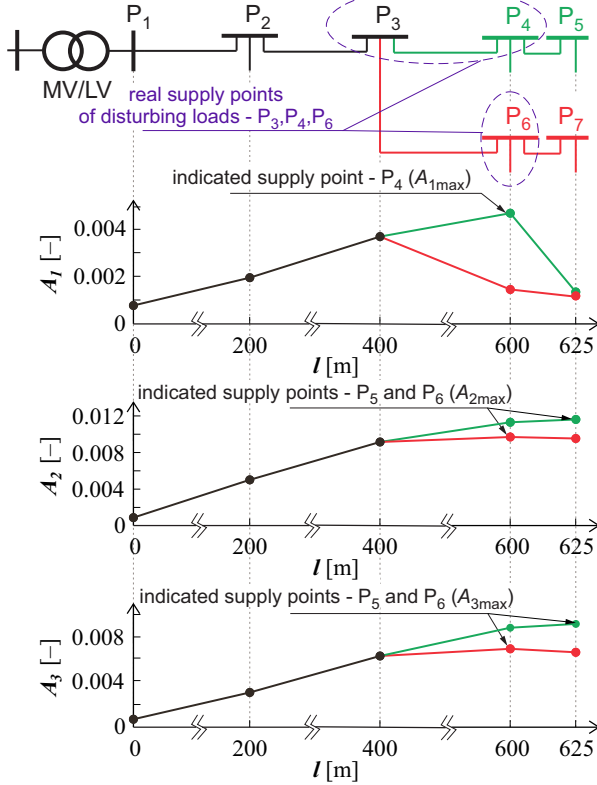 P1 P2 P3 P4 P5
MV/LV
real supply points
of disturbing loads - P3,P4,P6
P6 P7
indicated supply point - P4 (A1max)
0.004
0.002
0
A1 [–]
0 200 400 600 625
l [m]
indicated supply points - P5 and P6 (A2max)
0.012
0.008
0.004
0
A2 [–]
0 200 400 600 625
l [m]
indicated supply points - P5 and P6 (A3max)
0.008
0.004
0
A3 [–]
0 200 400 600 625
l [m]